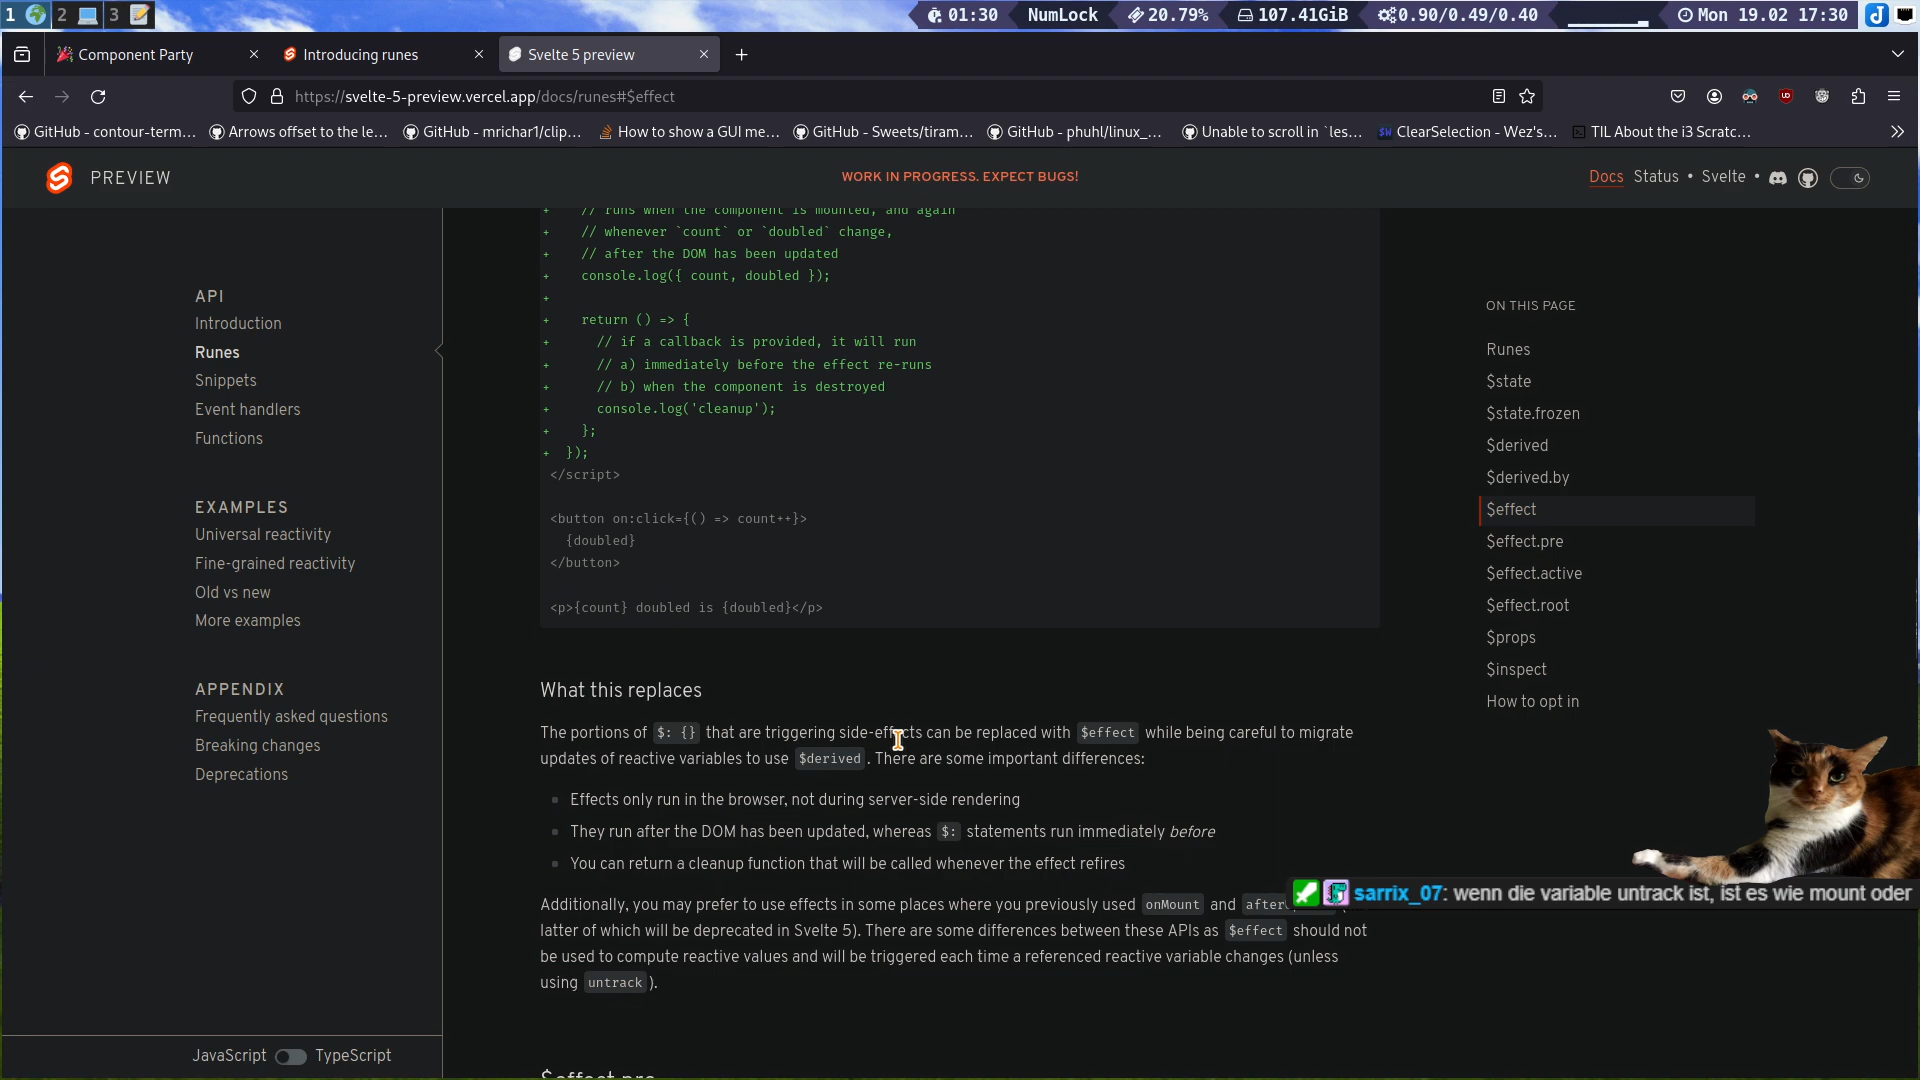 1 2 3 01:30 NumLock 20.79% 107.41GiB 0.90/0.49/0.40 Mon 19.02 17:30
Component Party Introducing runes Svelte 5 preview
https://svelte-5-preview.vercel.app/docs/runes#$effect
GitHub - contour-term... Arrows offset to the le... GitHub - mrichar1/clip... How to show a GUI me... GitHub - Sweets/tiram... GitHub - phuhl/linux_... Unable to scroll in `les... ClearSelection - Wez's... TIL About the i3 Scratc...
PREVIEW WORK IN PROGRESS. EXPECT BUGS! Docs Status • Svelte •
API
Introduction
Runes
Snippets
Event handlers
Functions
EXAMPLES
Universal reactivity
Fine-grained reactivity
Old vs new
More examples
APPENDIX
Frequently asked questions
Breaking changes
Deprecations
JavaScript TypeScript
+ // runs when the component is mounted, and again
+ // whenever `count` or `doubled` change,
+ // after the DOM has been updated
+ console.log({ count, doubled });
+
+ return () => {
+ // if a callback is provided, it will run
+ // a) immediately before the effect re-runs
+ // b) when the component is destroyed
+ console.log('cleanup');
+ };
+ });
</script>
<button on:click={() => count++}>
{doubled}
</button>
<p>{count} doubled is {doubled}</p>
What this replaces
The portions of $: {} that are triggering side-effects can be replaced with $effect while being careful to migrate
updates of reactive variables to use $derived . There are some important differences:
Effects only run in the browser, not during server-side rendering
They run after the DOM has been updated, whereas $: statements run immediately before
You can return a cleanup function that will be called whenever the effect refires
Additionally, you may prefer to use effects in some places where you previously used onMount and
latter of which will be deprecated in Svelte 5). There are some differences between these APIs as $effect should not
be used to compute reactive values and will be triggered each time a referenced reactive variable changes (unless
using untrack ).
$effect.pre
ON THIS PAGE
Runes
$state
$state.frozen
$derived
$derived.by
$effect
$effect.pre
$effect.active
$effect.root
$props
$inspect
How to opt in
sarrix_07: wenn die variable untrack ist, ist es wie mount oder